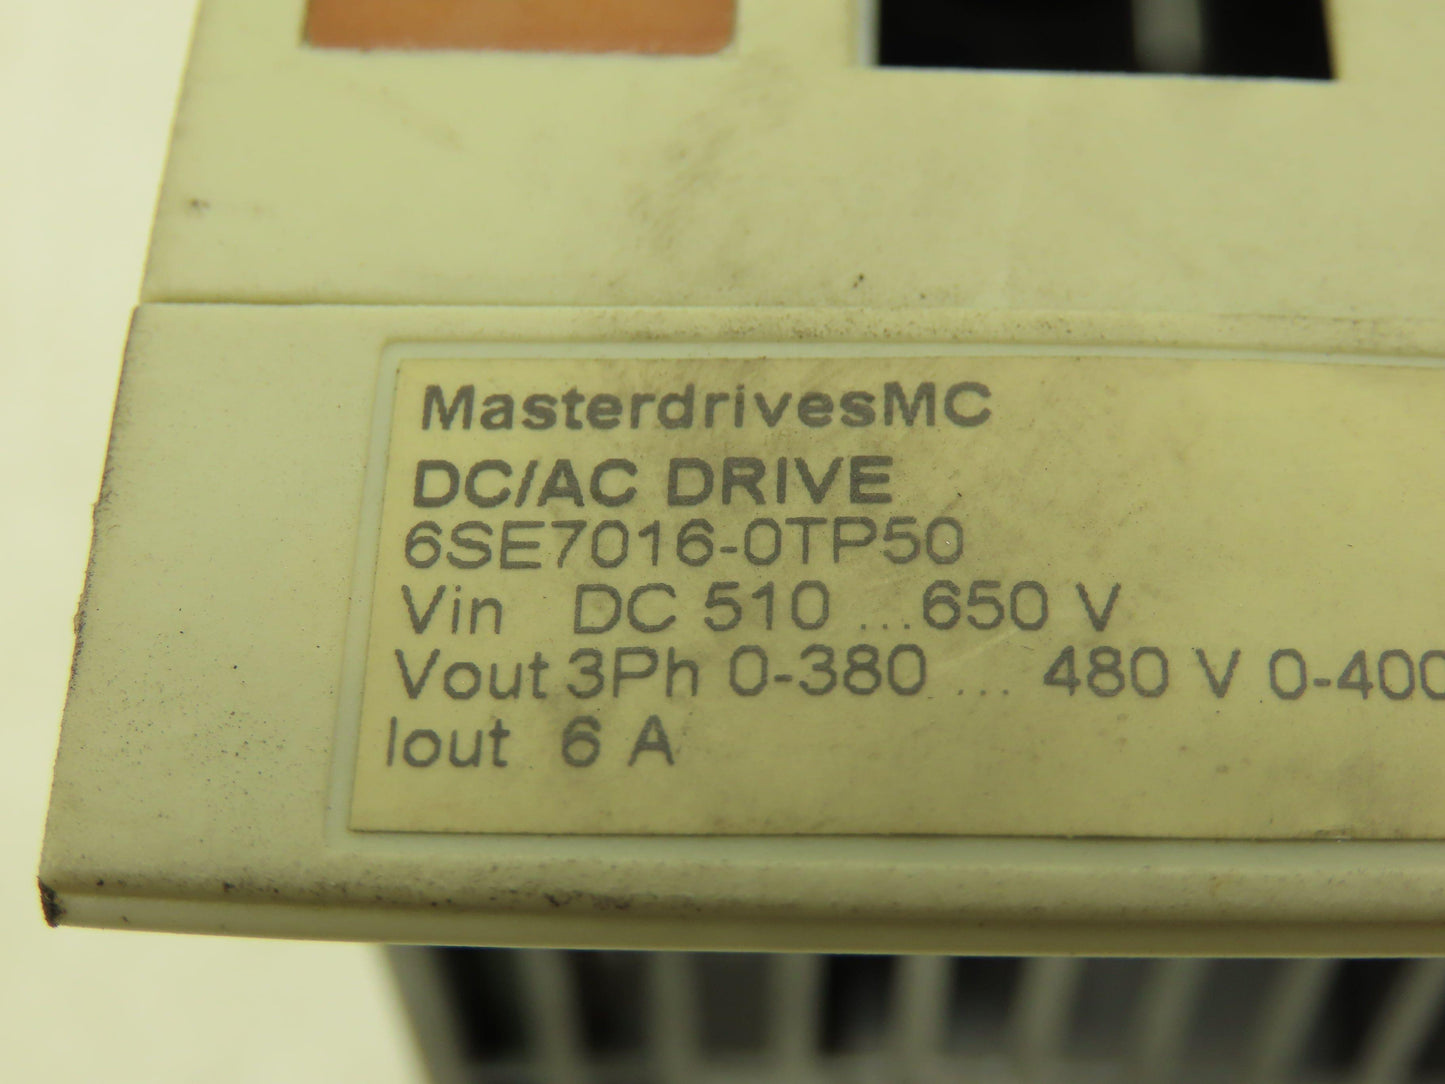 MasterdrivesMC
DC/AC DRIVE
6SE7016-0TP50
Vin DC 510 ...650 V
Vout 3Ph 0-380 ... 480 V 0-400
Iout 6 A